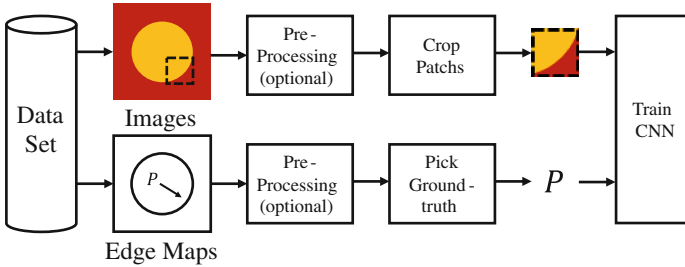 Data
Set
Images
Pre-
Processing
(optional)
Crop
Patchs
Train
CNN
P
Edge Maps
Pre-
Processing
(optional)
Pick
Ground-
truth
P